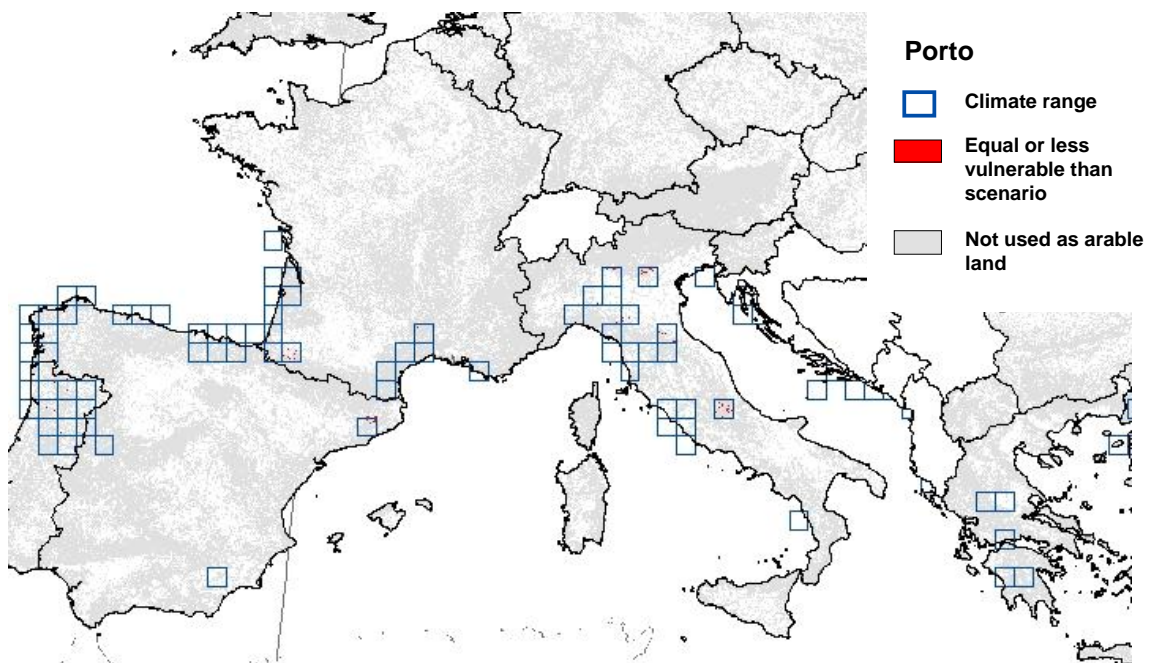 Porto
Climate range
Equal or less
vulnerable than
scenario
Not used as arable
land